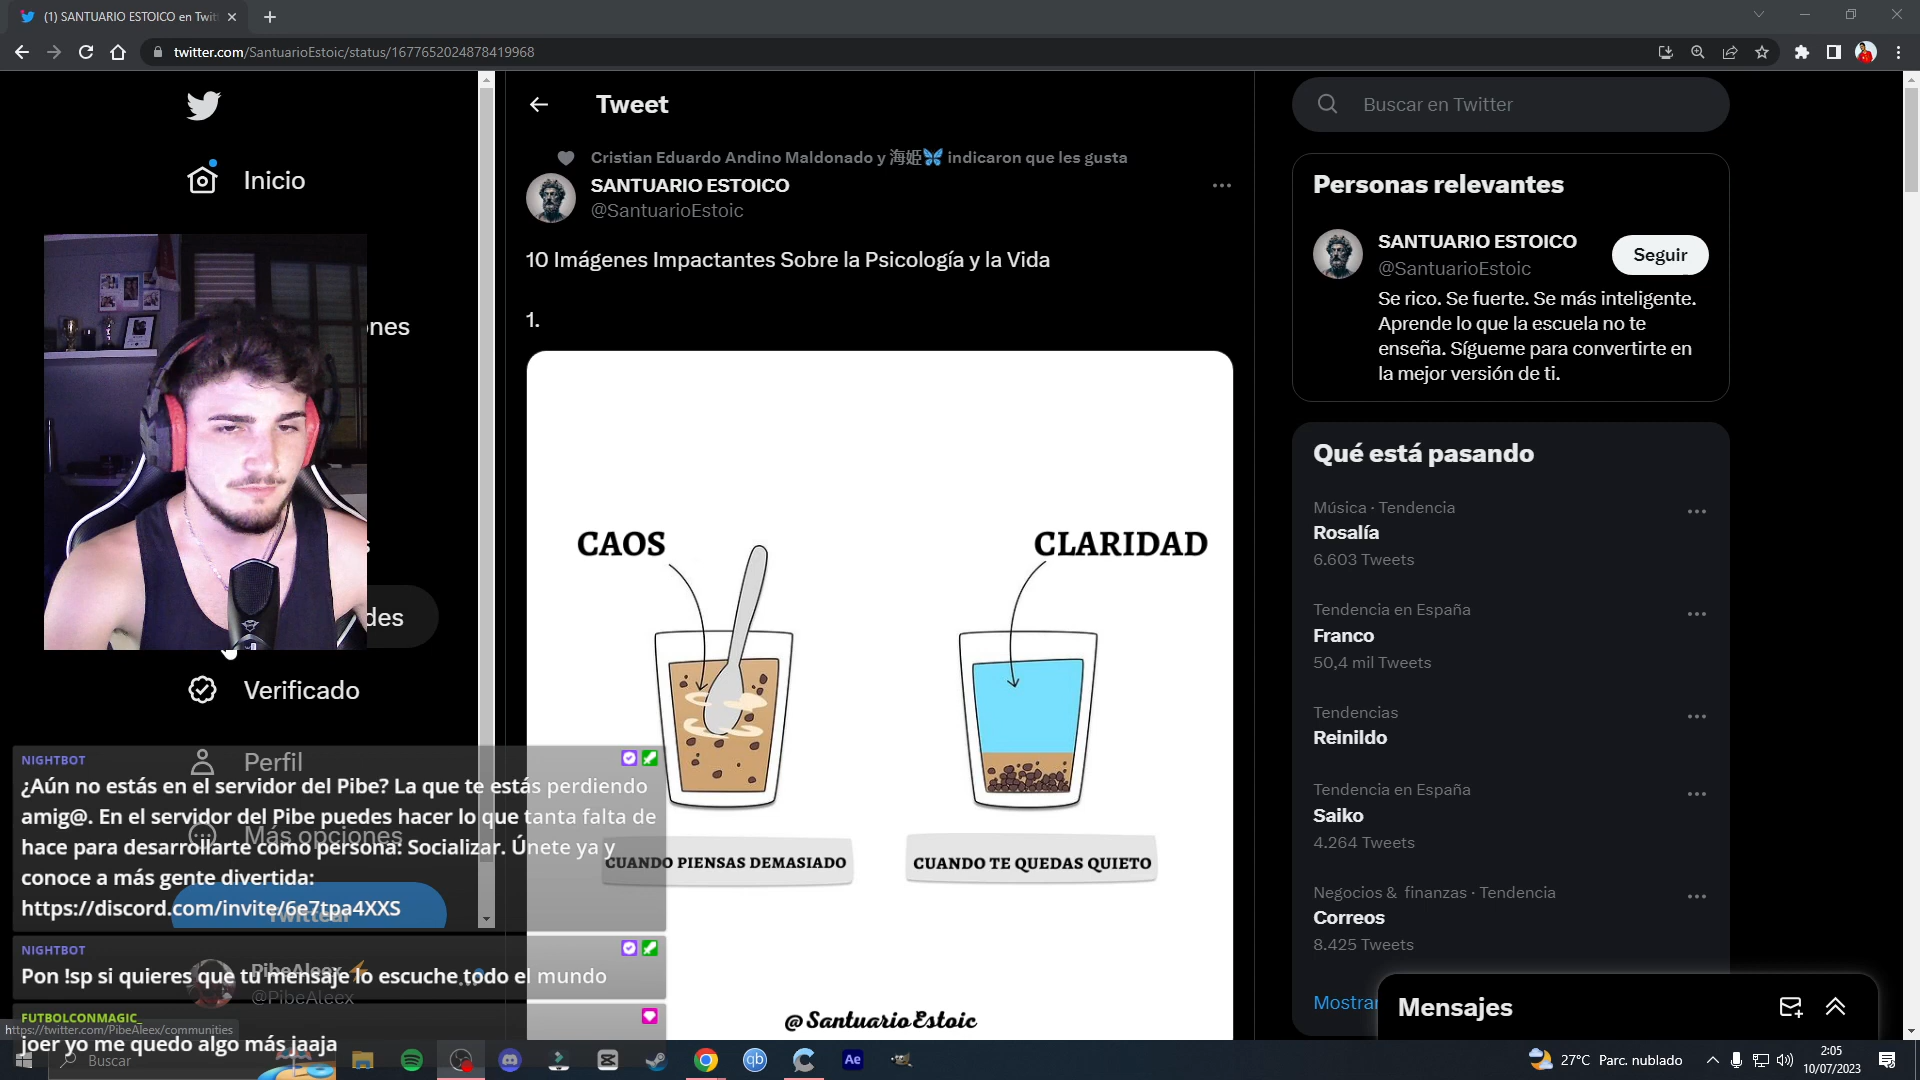 (1) SANTUARIO ESTOICO en Twit
twitter.com/SantuarioEstoic/status/1677652024878419968
Inicio
nes
des
Verificado
Perfil
Más opciones
Twittear
PibeAleex⚡
@PibeAleex
Tweet
Cristian Eduardo Andino Maldonado y 海姫🦋 indicaron que les gusta
SANTUARIO ESTOICO
@SantuarioEstoic
10 Imágenes Impactantes Sobre la Psicología y la Vida
1.
CAOS
CLARIDAD
CUANDO PIENSAS DEMASIADO
CUANDO TE QUEDAS QUIETO
@SantuarioEstoic
Buscar en Twitter
Personas relevantes
SANTUARIO ESTOICO
@SantuarioEstoic
Seguir
Se rico. Se fuerte. Se más inteligente.
Aprende lo que la escuela no te
enseña. Sígueme para convertirte en
la mejor versión de ti.
Qué está pasando
Música · Tendencia
Rosalía
6.603 Tweets
Tendencia en España
Franco
50,4 mil Tweets
Tendencias
Reinildo
Tendencia en España
Saiko
4.264 Tweets
Negocios & finanzas · Tendencia
Correos
8.425 Tweets
Mostrar
Mensajes
NIGHTBOT
¿Aún no estás en el servidor del Pibe? La que te estás perdiendo
amig@. En el servidor del Pibe puedes hacer lo que tanta falta de
hace para desarrollarte como persona: Socializar. Únete ya y
conoce a más gente divertida:
https://discord.com/invite/6e7tpa4XXS
NIGHTBOT
Pon !sp si quieres que tu mensaje lo escuche todo el mundo
FUTBOLCONMAGIC_
https://twitter.com/PibeAleex/communities
joer yo me quedo algo más jaaja
Buscar
qb
Ae
27°C Parc. nublado
2:05
10/07/2023